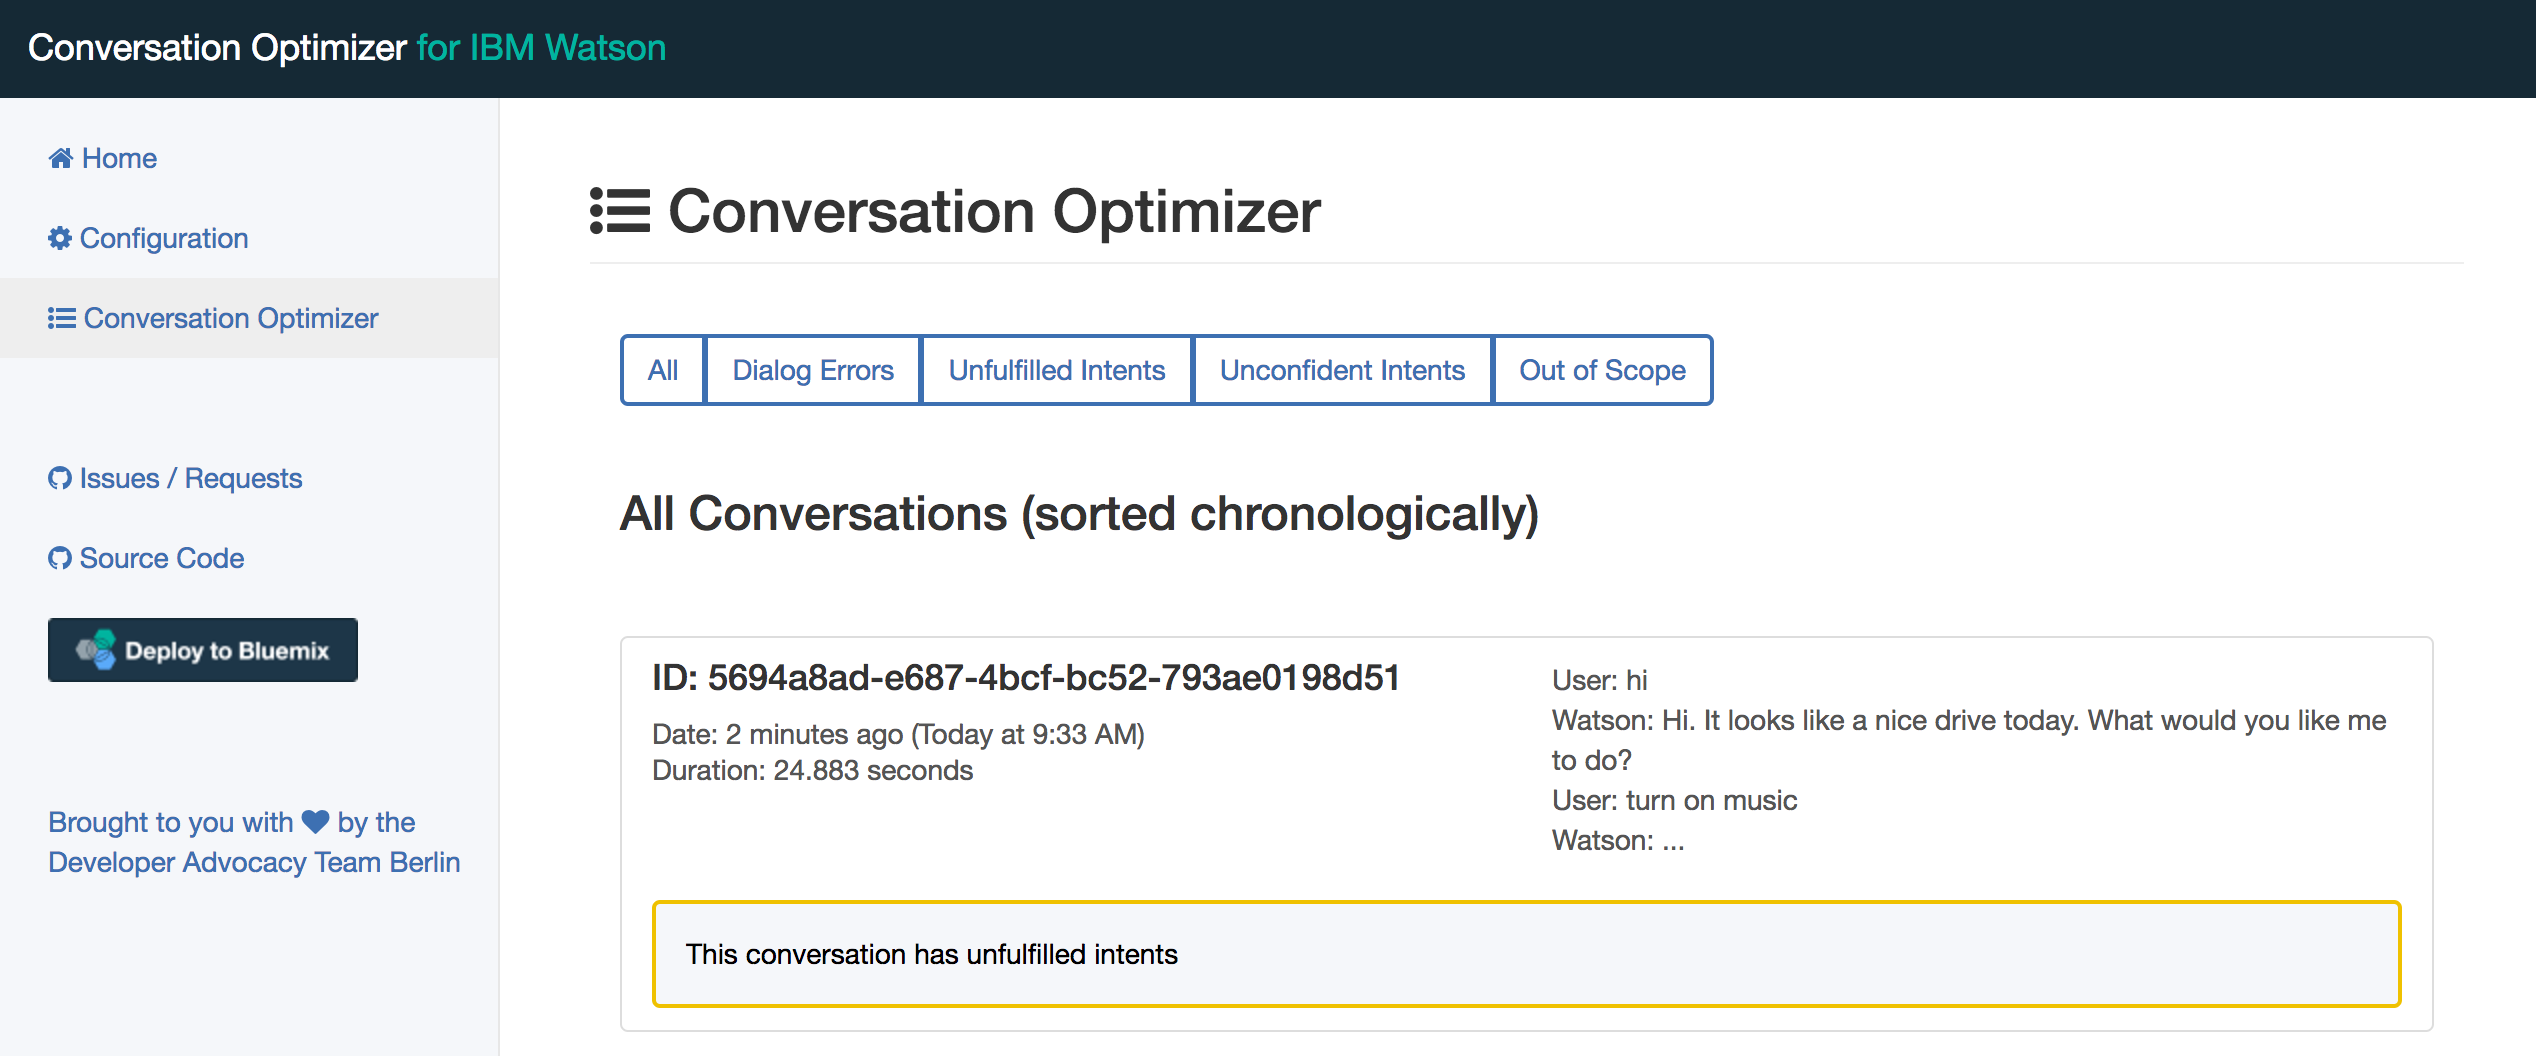 Conversation Optimizer for IBM Watson
Home
Configuration
Conversation Optimizer
Issues / Requests
Source Code
Deploy to Bluemix
Brought to you with by the
Developer Advocacy Team Berlin
Conversation Optimizer
All
Dialog Errors
Unfulfilled Intents
Unconfident Intents
Out of Scope
All Conversations (sorted chronologically)
ID: 5694a8ad-e687-4bcf-bc52-793ae0198d51
Date: 2 minutes ago (Today at 9:33 AM)
Duration: 24.883 seconds
User: hi
Watson: Hi. It looks like a nice drive today. What would you like me
to do?
User: turn on music
Watson: ...
This conversation has unfulfilled intents